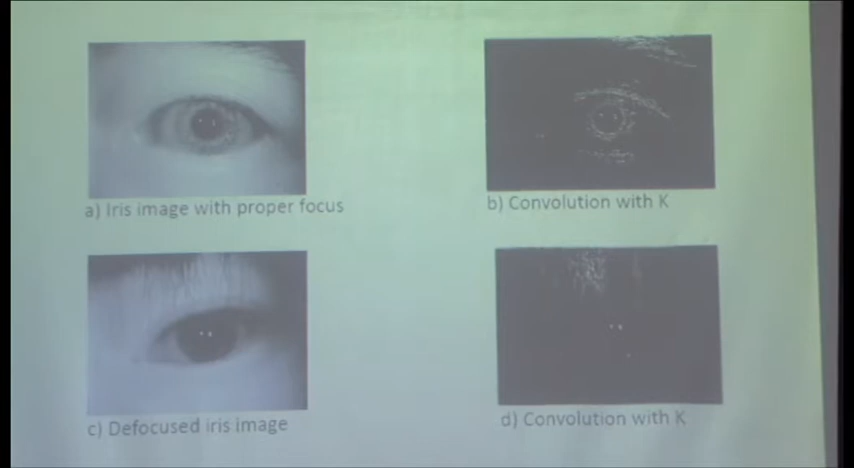 a) Iris image with proper focus
b) Convolution with K
c) Defocused iris image
d) Convolution with K